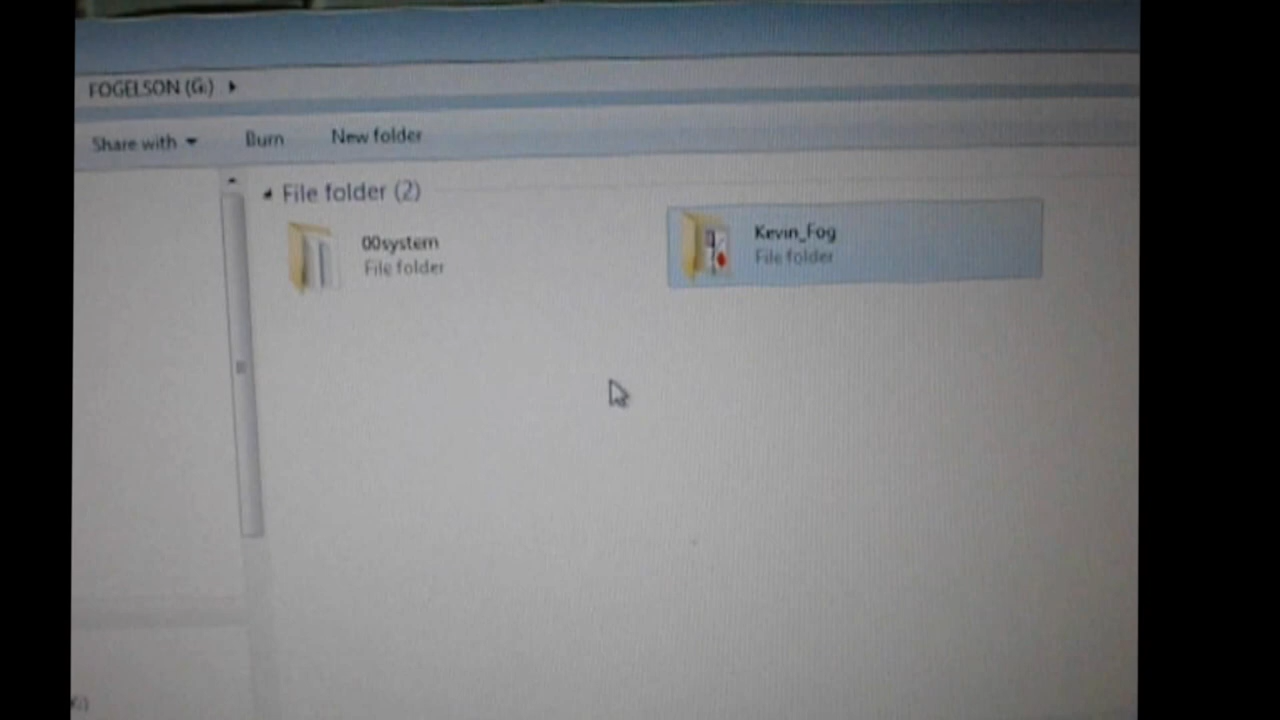 FOGELSON (G:)
Share with Burn New folder
File folder (2)
00system
File folder
Kevin_Fog
File folder